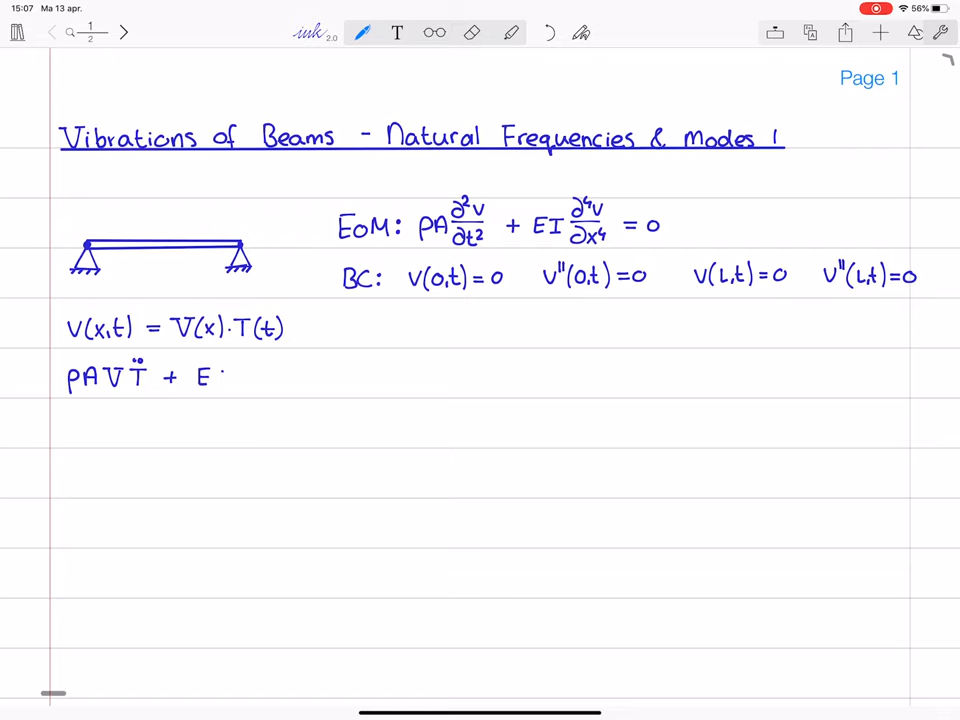 15:07 Ma 13 apr. 56%
1/2 ink 2.0 T
Page 1
Vibrations of Beams - Natural Frequencies & Modes 1
EoM: ρA ∂²v/∂t² + EI ∂⁴v/∂x⁴ = 0
BC: v(0,t) = 0 v''(0,t) = 0 v(L,t) = 0 v''(L,t) = 0
v(x,t) = V(x)·T(t)
ρAVT̈ + E